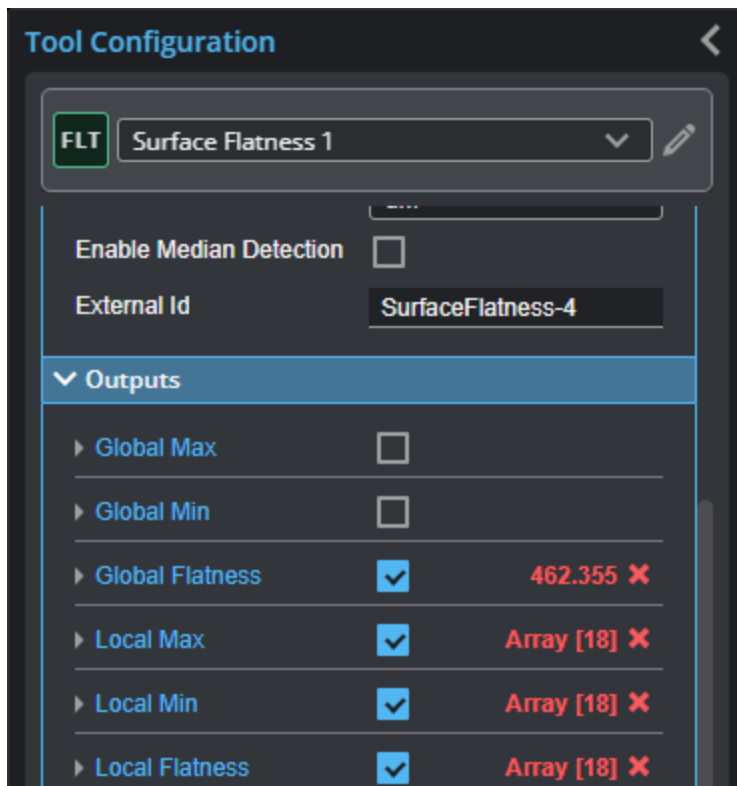 Tool Configuration
FLT Surface Flatness 1
Enable Median Detection
External Id SurfaceFlatness-4
Outputs
Global Max
Global Min
Global Flatness 462.355
Local Max Array [18]
Local Min Array [18]
Local Flatness Array [18]